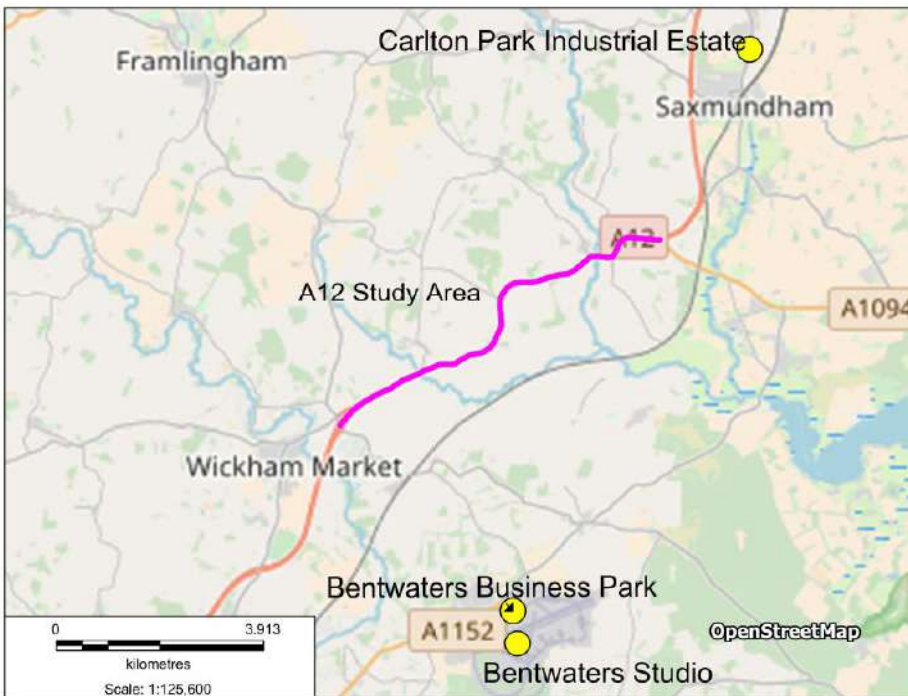 Carlton Park Industrial Estate
Framlingham
Saxmundham
A12
A12 Study Area
A1094
Wickham Market
Bentwaters Business Park
A1152
OpenStreetMap
Bentwaters Studio
0 3.913
kilometres
Scale: 1:125,600